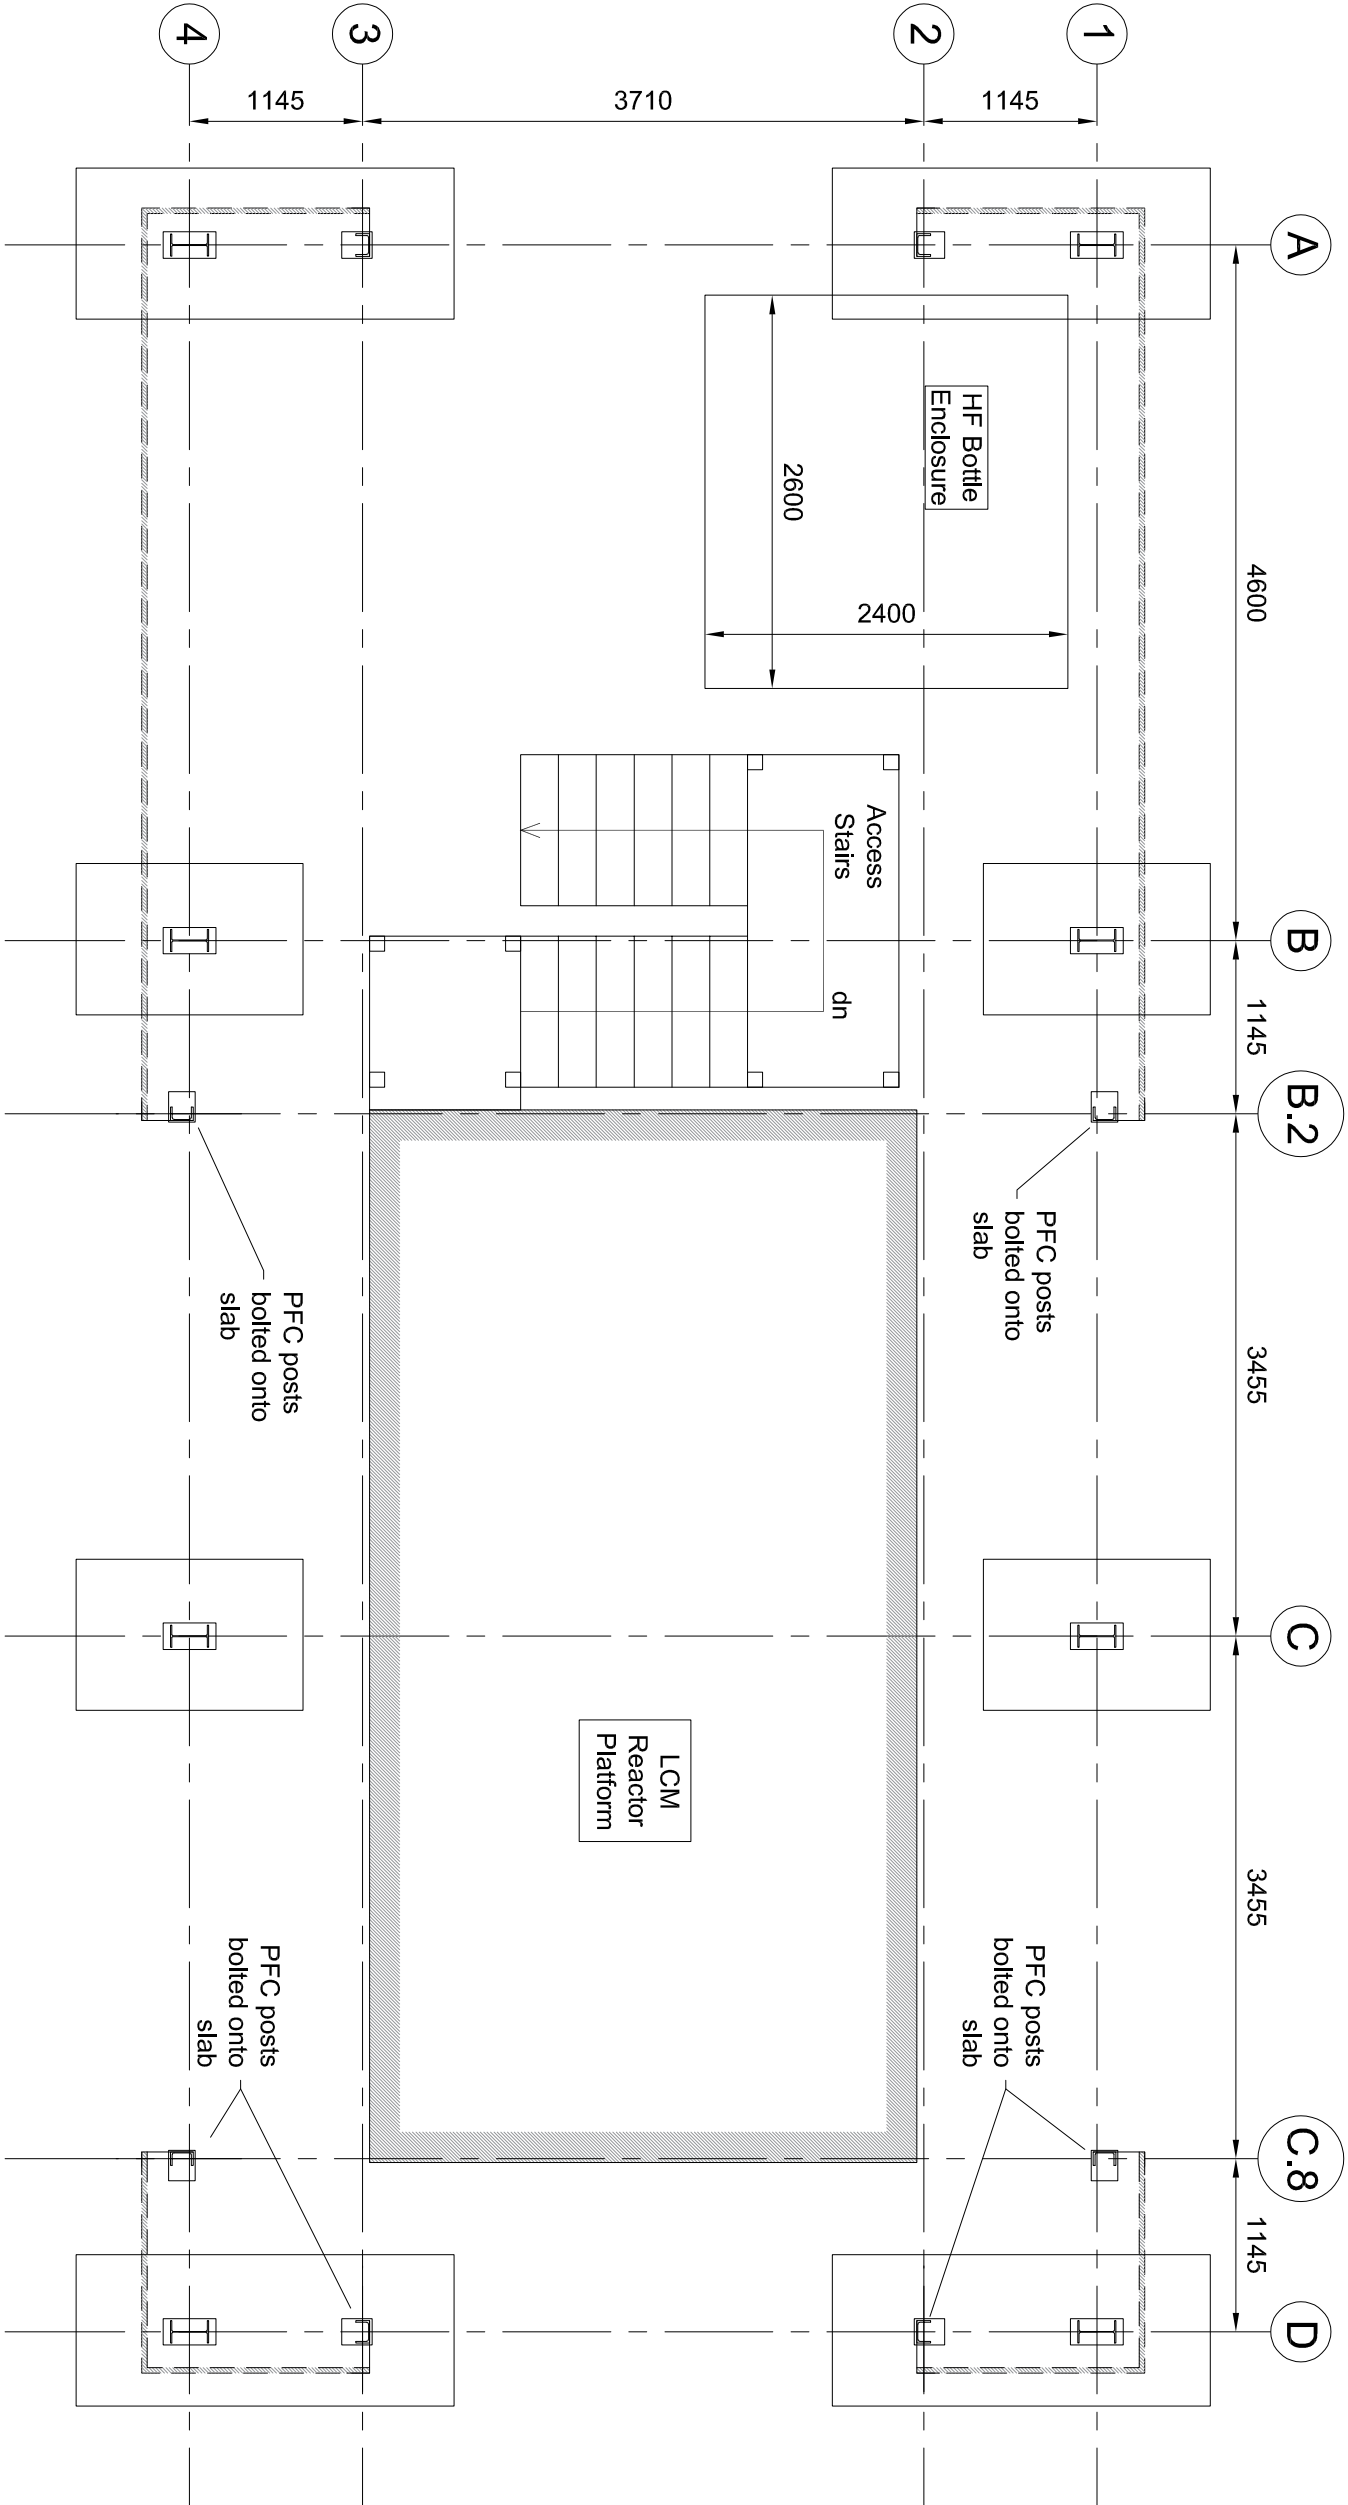 A
B
B.2
C
C.8
D
4600
1145
3455
3455
1145
1
2
3
4
1145
3710
1145
HF Bottle
Enclosure
2600
2400
Access
Stairs
dn
PFC posts
bolted onto
slab
PFC posts
bolted onto
slab
LCM
Reactor
Platform
PFC posts
bolted onto
slab
PFC posts
bolted onto
slab